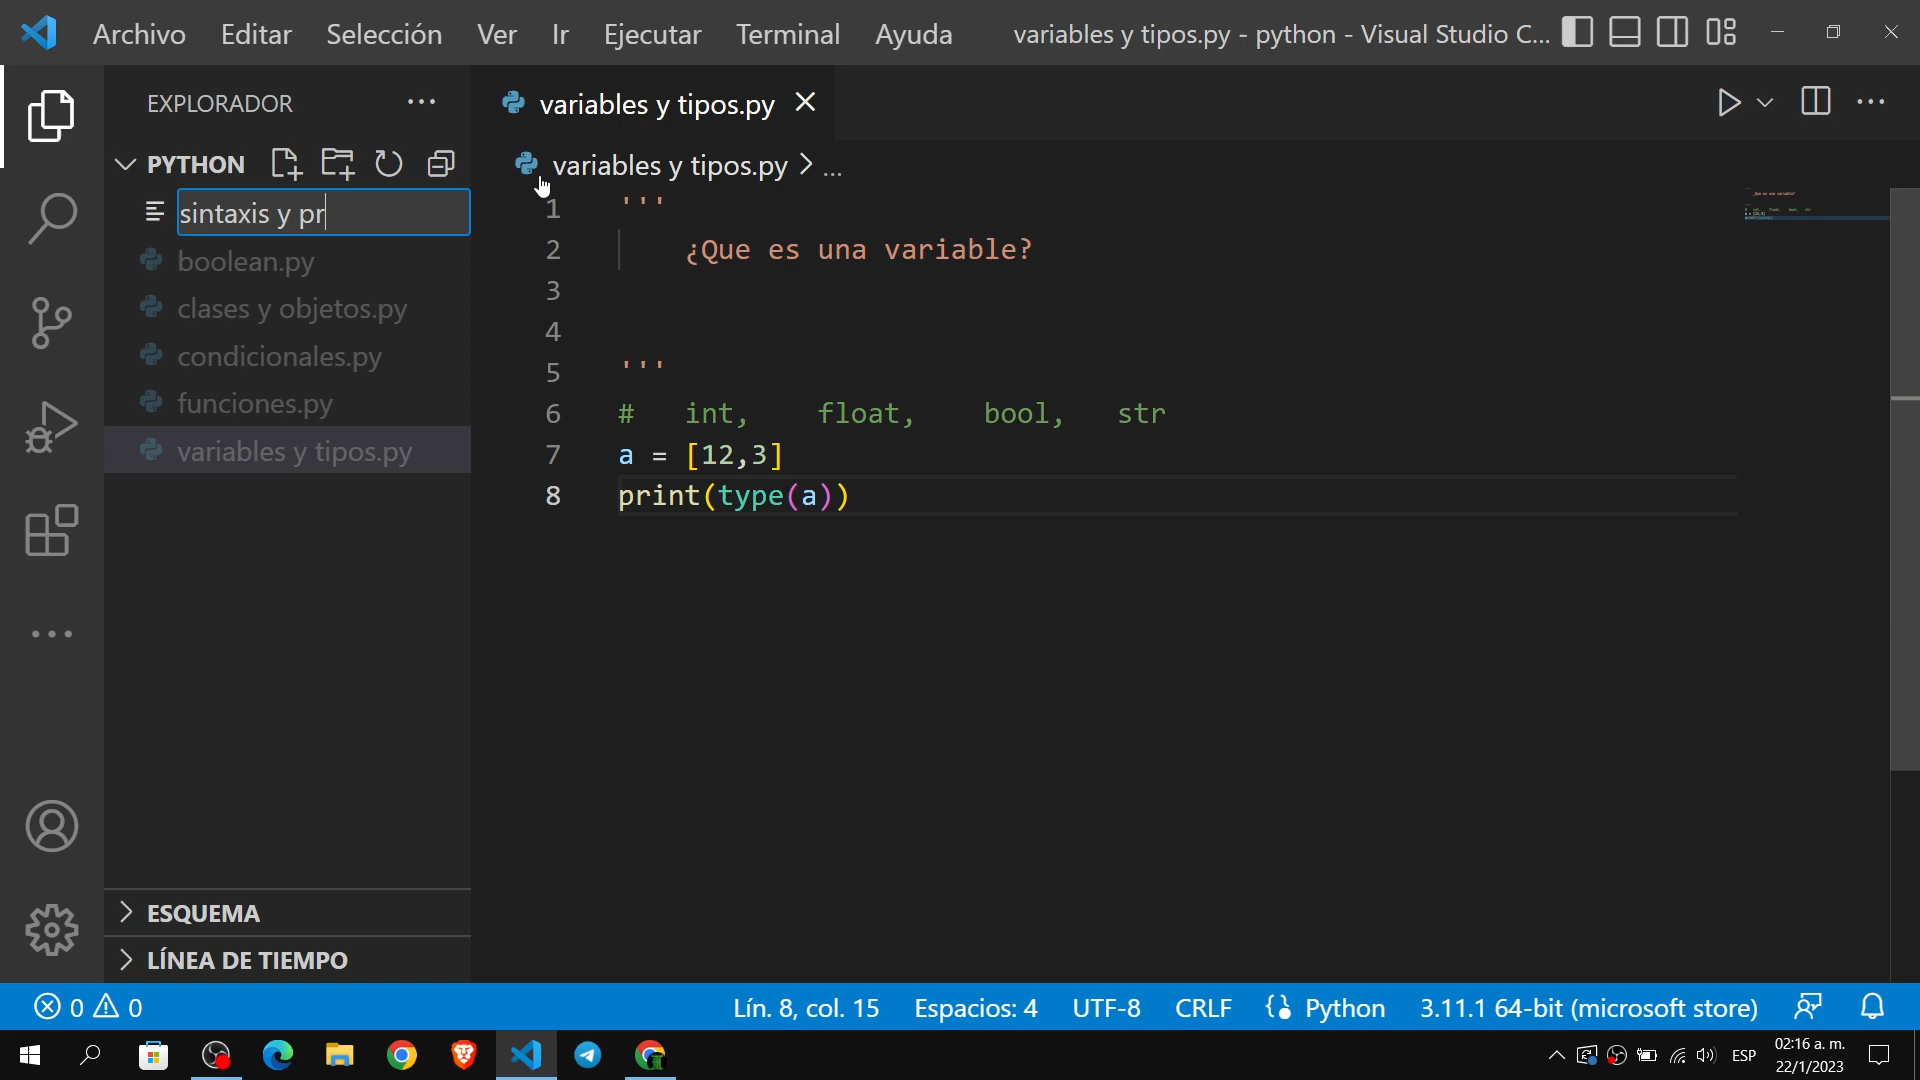 Archivo Editar Selección Ver Ir Ejecutar Terminal Ayuda variables y tipos.py - python - Visual Studio C...
EXPLORADOR
variables y tipos.py
PYTHON
variables y tipos.py > ...
sintaxis y pr
boolean.py
clases y objetos.py
condicionales.py
funciones.py
variables y tipos.py
1 '''
2 ¿Que es una variable?
3
4
5 '''
6 # int, float, bool, str
7 a = [12,3]
8 print(type(a))
ESQUEMA
LÍNEA DE TIEMPO
0 0 Lín. 8, col. 15 Espacios: 4 UTF-8 CRLF Python 3.11.1 64-bit (microsoft store)
ESP
02:16 a. m.
22/1/2023